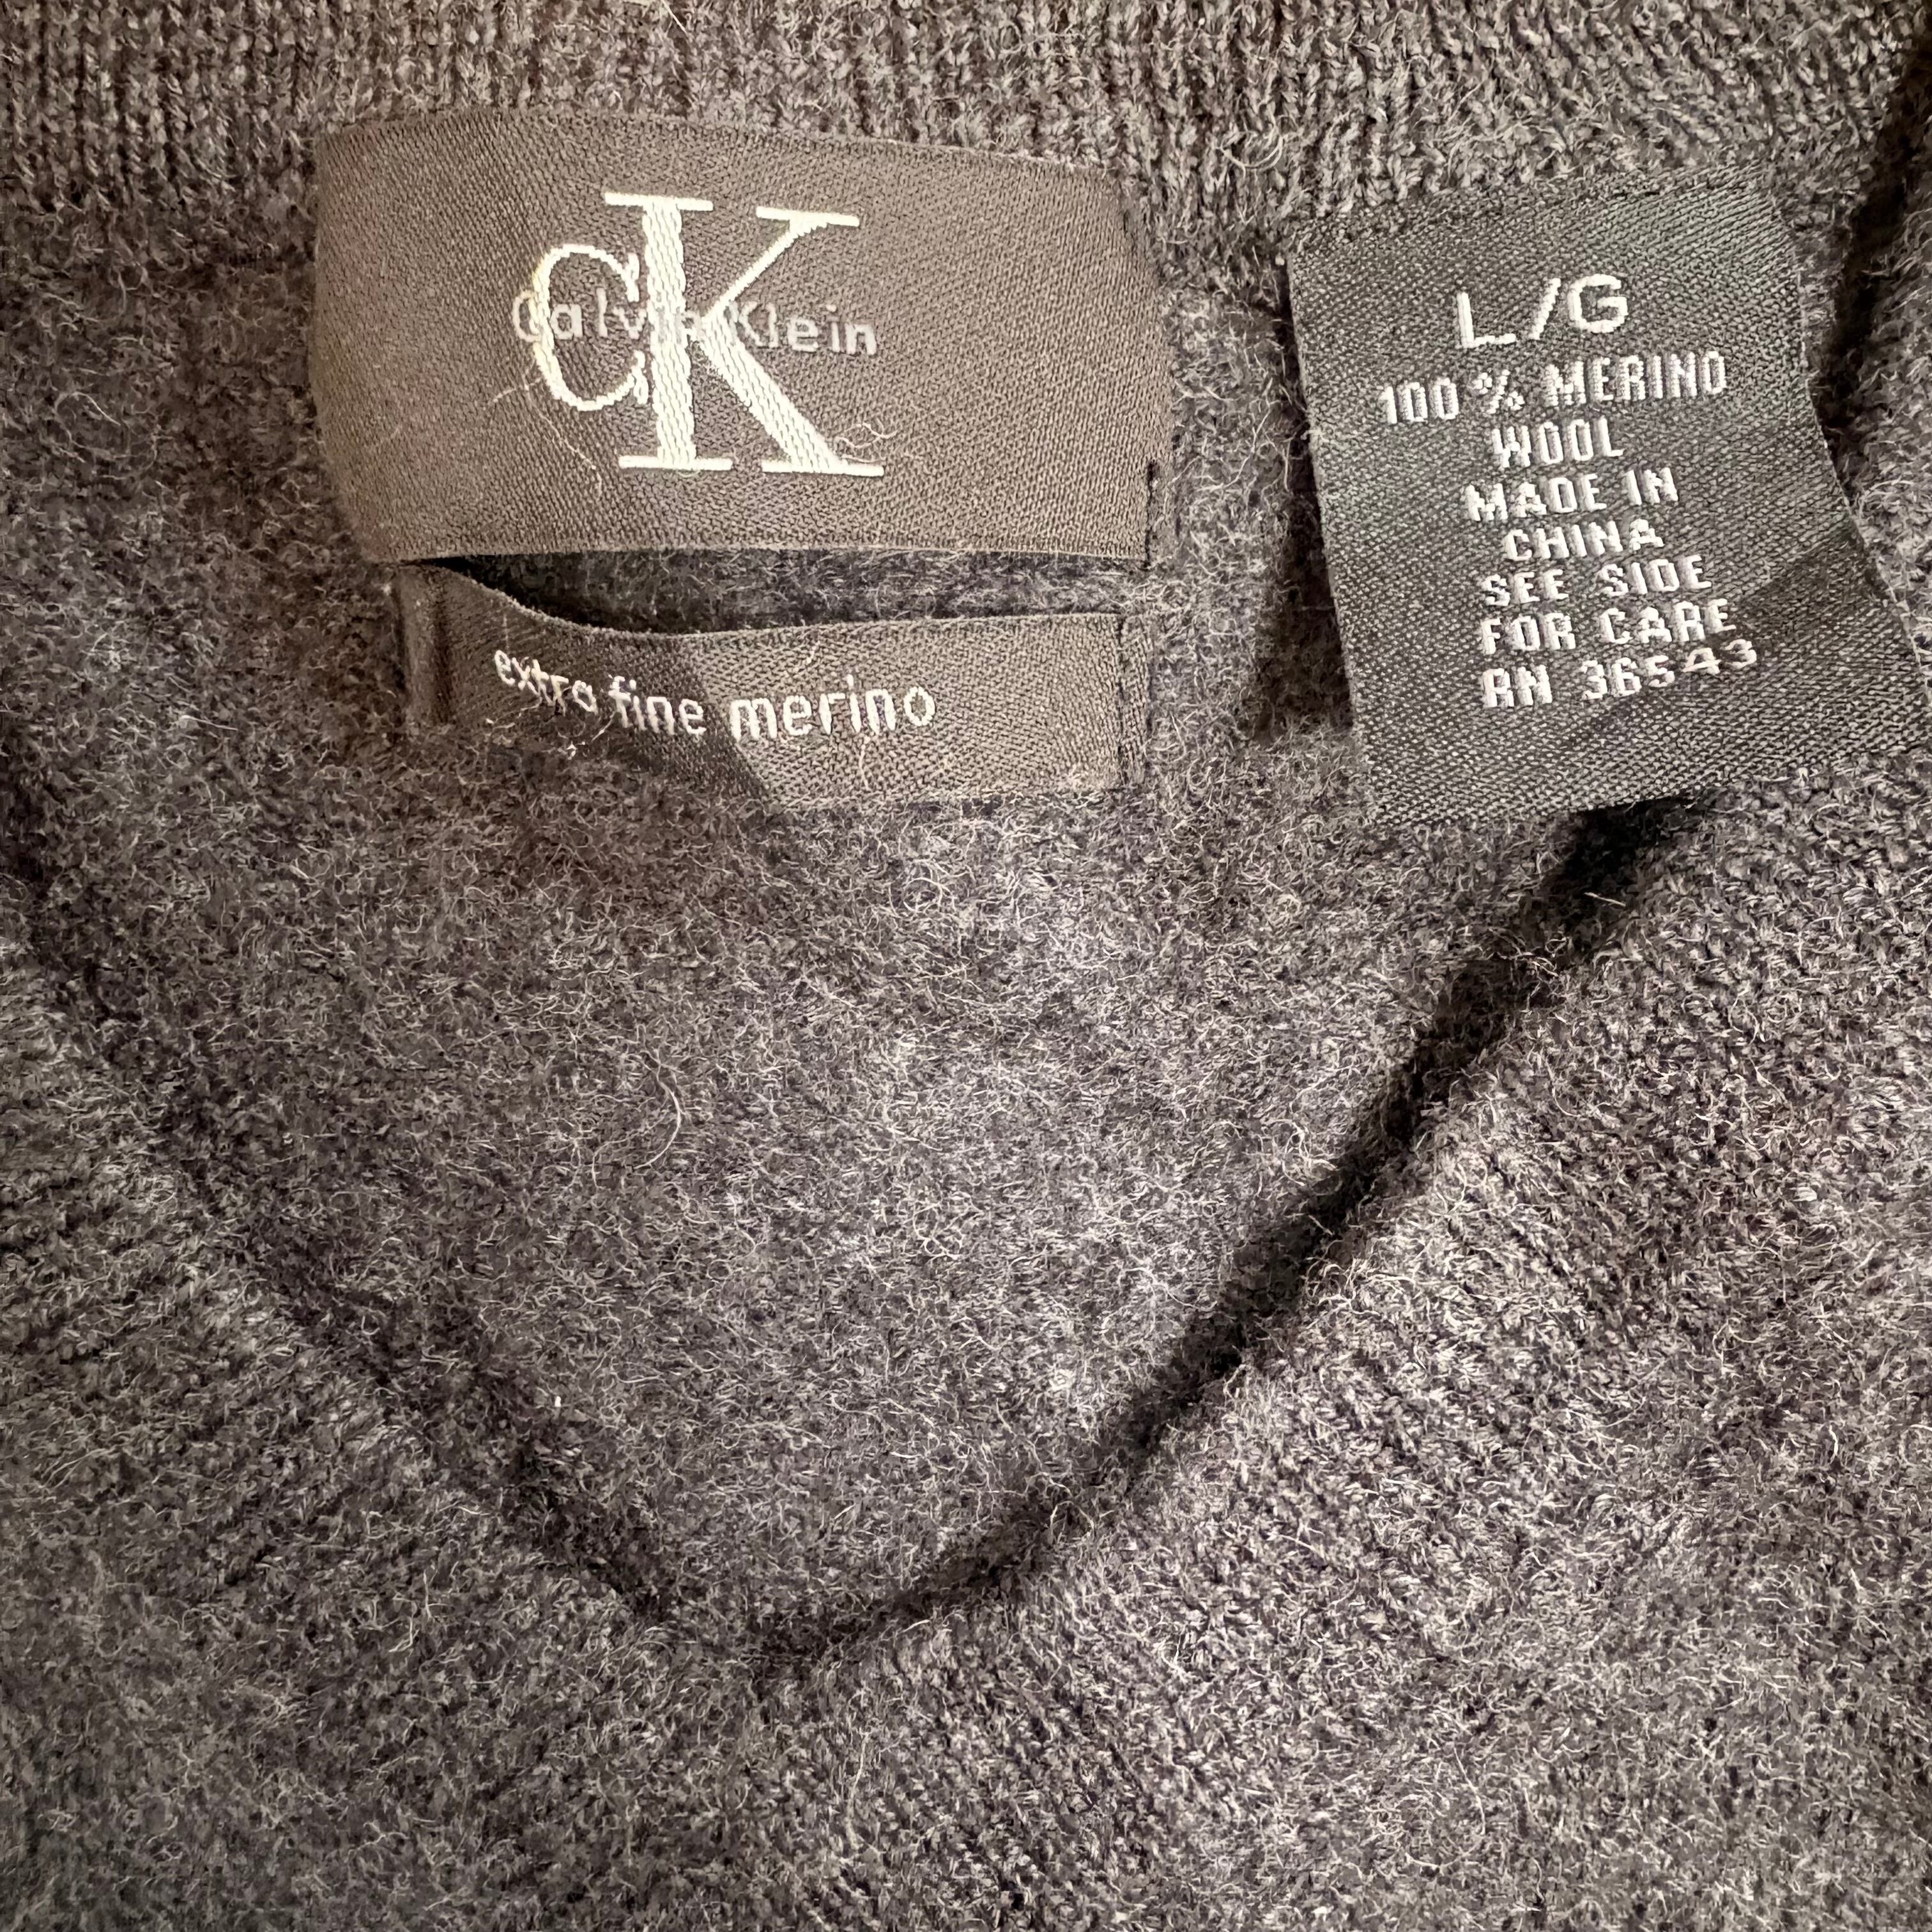 CK
Calvin Klein
extra fine merino
L/G
100% MERINO
WOOL
MADE IN
CHINA
SEE SIDE
FOR CARE
RN 36543